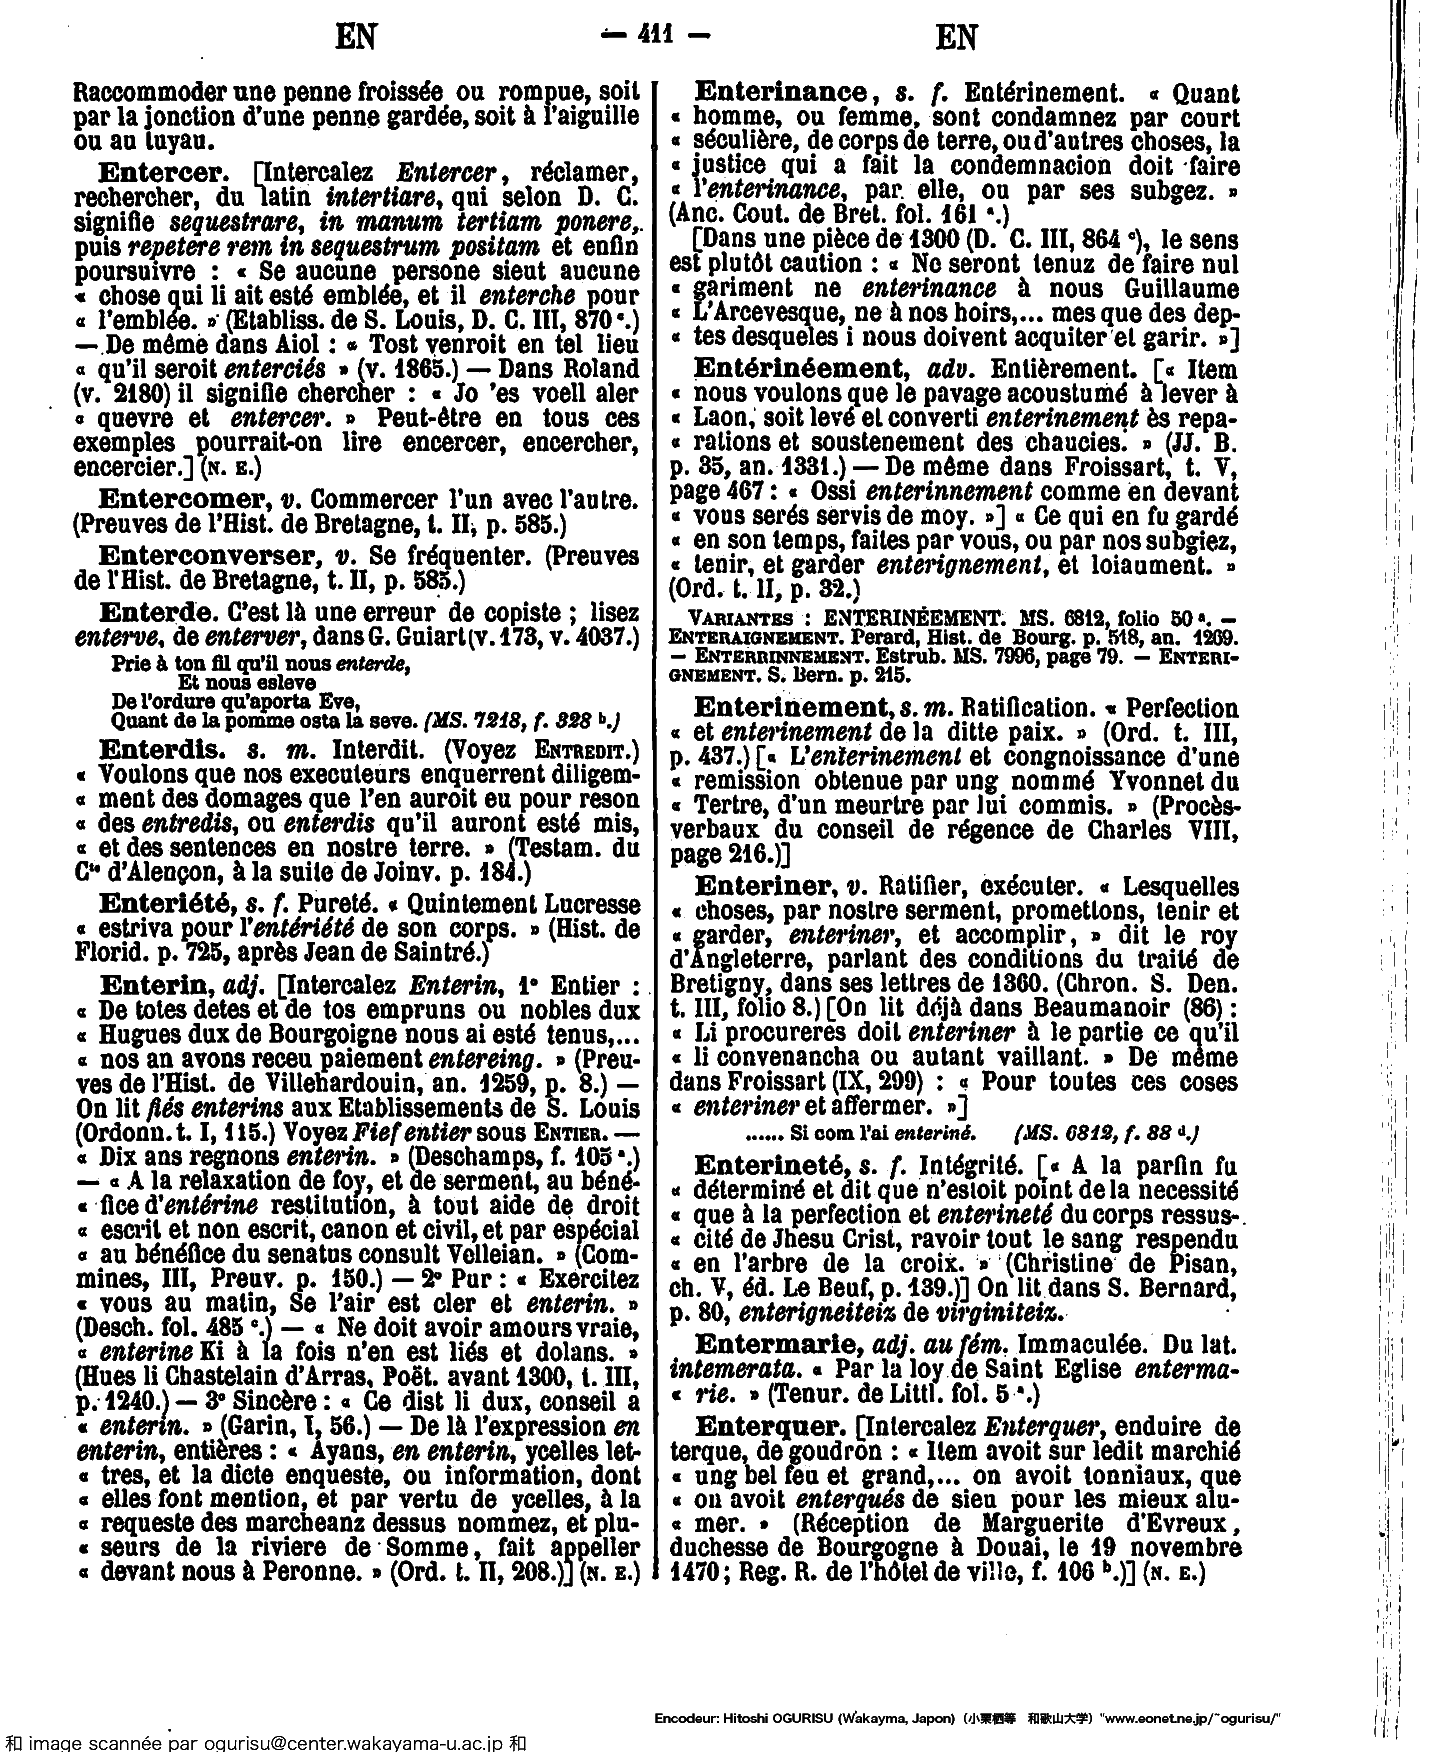 EN
— 411 —
EN
Raccommoder une penne froissée ou rompue, soit
par la jonction d'une penne gardée, soit à l'aiguille
ou au tuyau.
Entercer. [Intercalez Entercer, réclamer,
rechercher, du latin intertiare, qui selon D. C.
signifie sequestrare, in manum tertiam ponere,
puis repetere rem in sequestrum positam et enfin
poursuivre : « Se aucune persone sieut aucune
« chose qui li ait esté emblée, et il enterche pour
« l'emblée. » (Etabliss. de S. Louis, D. C. III, 870 c.)
— De même dans Aiol : « Tost venroit en tel lieu
« qu'il seroit enterciés » (v. 1865.) — Dans Roland
(v. 2180) il signifie chercher : « Jo 'es voell aler
« quevre et entercer. » Peut-être en tous ces
exemples pourrait-on lire encercer, encercher,
encercier.] (N. E.)
Entercomer, v. Commercer l'un avec l'autre.
(Preuves de l'Hist. de Bretagne, t. II, p. 585.)
Enterconverser, v. Se fréquenter. (Preuves
de l'Hist. de Bretagne, t. II, p. 585.)
Enterde. C'est là une erreur de copiste ; lisez
enterve, de enterver, dans G. Guiart (v. 173, v. 4037.)
Prie à ton fil qu'il nous enterde,
Et nous esleve
De l'ordure qu'aporta Eve,
Quant de la pomme osta la seve. (MS. 7218, f. 328 b.)
Enterdis. s. m. Interdit. (Voyez ENTREDIT.)
« Voulons que nos executeurs enquerrent diligem-
« ment des domages que l'en auroit eu pour reson
« des entredis, ou enterdis qu'il auront esté mis,
« et des sentences en nostre terre. » (Testam. du
Cte d'Alençon, à la suite de Joinv. p. 184.)
Enteriété, s. f. Pureté. « Quintement Lucresse
« estriva pour l'entériété de son corps. » (Hist. de
Florid. p. 725, après Jean de Saintré.)
Enterin, adj. [Intercalez Enterin, 1° Entier :
« De totes detes et de tos empruns ou nobles dux
« Hugues dux de Bourgoigne nous ai esté tenus,...
« nos an avons receu paiement entereing. » (Preu-
ves de l'Hist. de Villehardouin, an. 1259, p. 8.) —
On lit fiés enterins aux Etablissements de S. Louis
(Ordonn. t. I, 115.) Voyez Fief entier sous ENTIER. —
« Dix ans regnons enterin. » (Deschamps, f. 105 a.)
— « A la relaxation de foy, et de serment, au béné-
« fice d'entérine restitution, à tout aide de droit
« escrit et non escrit, canon et civil, et par espécial
« au bénéfice du senatus consult Velleian. » (Com-
mines, III, Preuv. p. 150.) — 2° Pur : « Exercitez
« vous au matin, Se l'air est cler et enterin. »
(Desch. fol. 485 c.) — « Ne doit avoir amours vraie,
« enterine Ki à la fois n'en est liés et dolans. »
(Hues li Chastelain d'Arras, Poët. avant 1300, t. III,
p. 1240.) — 3° Sincère : « Ce dist li dux, conseil a
« enterin. » (Garin, I, 56.) — De là l'expression en
enterin, entières : « Ayans, en enterin, ycelles let-
« tres, et la dicte enqueste, ou information, dont
« elles font mention, et par vertu de ycelles, à la
« requeste des marcheanz dessus nommez, et plu-
« seurs de la riviere de Somme, fait appeller
« devant nous à Peronne. » (Ord. t. II, 208.)] (N. E.)
Enterinance, s. f. Entérinement. « Quant
« homme, ou femme, sont condamnez par court
« séculière, de corps de terre, ou d'autres choses, la
« justice qui a fait la condemnacion doit faire
« l'enterinance, par elle, ou par ses subgez. »
(Anc. Cout. de Bret. fol. 161 a.)
[Dans une pièce de 1300 (D. C. III, 864 c), le sens
est plutôt caution : « Ne seront tenuz de faire nul
« gariment ne enterinance à nous Guillaume
« L'Arcevesque, ne à nos hoirs,... mes que des dep-
« tes desqueles i nous doivent acquiter et garir. »]
Entérinéement, adv. Entièrement. [« Item
« nous voulons que le pavage acoustumé à lever à
« Laon, soit levé et converti enterinement ès repa-
« rations et soustenement des chaucies. » (JJ. B.
p. 35, an. 1331.) — De même dans Froissart, t. V,
page 467 : « Ossi enterinnement comme en devant
« vous serés servis de moy. »] « Ce qui en fu gardé
« en son temps, faites par vous, ou par nos subgiez,
« tenir, et garder enterignement, et loiaument. »
(Ord. t. II, p. 32.)
VARIANTES : ENTERINÉEMENT. MS. 6812, folio 50 a. —
ENTERAIGNEMENT. Perard, Hist. de Bourg. p. 518, an. 1269.
— ENTERRINNEMENT. Estrub. MS. 7996, page 79. — ENTERI-
GNEMENT. S. Bern. p. 215.
Enterinement, s. m. Ratification. « Perfection
« et enterinement de la ditte paix. » (Ord. t. III,
p. 437.) [« L'enterinement et congnoissance d'une
« remission obtenue par ung nommé Yvonnet du
« Tertre, d'un meurtre par lui commis. » (Procès-
verbaux du conseil de régence de Charles VIII,
page 216.)]
Enteriner, v. Ratifier, exécuter. « Lesquelles
« choses, par nostre serment, promettons, tenir et
« garder, enteriner, et accomplir, » dit le roy
d'Angleterre, parlant des conditions du traité de
Bretigny, dans ses lettres de 1360. (Chron. S. Den.
t. III, folio 8.) [On lit déjà dans Beaumanoir (86) :
« Li procureres doit enteriner à le partie ce qu'il
« li convenancha ou autant vaillant. » De même
dans Froissart (IX, 299) : « Pour toutes ces coses
« enteriner et affermer. »]
...... Si com l'ai enteriné. (MS. 6812, f. 88 d.)
Enterineté, s. f. Intégrité. [« A la parfin fu
« déterminé et dit que n'estoit point de la necessité
« que à la perfection et enterineté du corps ressus-
« cité de Jhesu Crist, ravoir tout le sang respendu
« en l'arbre de la croix. » (Christine de Pisan,
ch. V, éd. Le Beuf, p. 139.)] On lit dans S. Bernard,
p. 80, enterigneiteiz de virginiteiz.
Entermarie, adj. au fém. Immaculée. Du lat.
intemerata. « Par la loy de Saint Eglise enterma-
« rie. » (Tenur. de Littl. fol. 5 a.)
Enterquer. [Intercalez Enterquer, enduire de
terque, de goudron : « Item avoit sur ledit marchié
« ung bel feu et grand,... on avoit tonniaux, que
« on avoit enterqués de sieu pour les mieux alu-
« mer. » (Réception de Marguerite d'Evreux,
duchesse de Bourgogne à Douai, le 19 novembre
1470 ; Reg. R. de l'hôtel de ville, f. 106 b.)] (N. E.)
Encodeur: Hitoshi OGURISU (Wakayma, Japon) (小栗栖等 和歌山大学) "www.eonet.ne.jp/~ogurisu/"
和 image scannée par ogurisu@center.wakayama-u.ac.jp 和